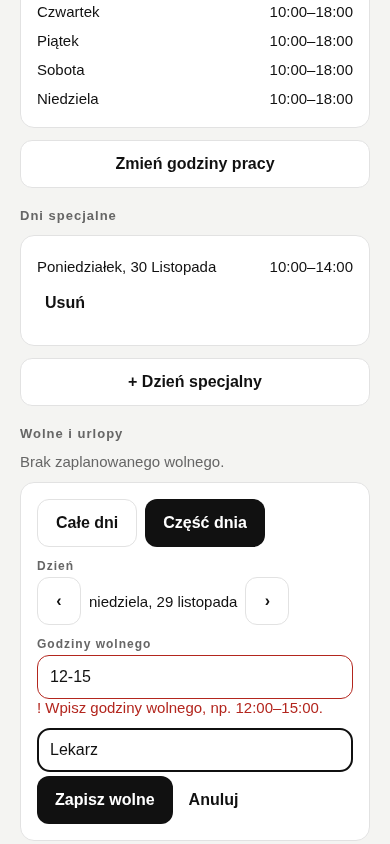 Czwartek 10:00–18:00
Piątek 10:00–18:00
Sobota 10:00–18:00
Niedziela 10:00–18:00
Zmień godziny pracy
Dni specjalne
Poniedziałek, 30 Listopada 10:00–14:00
Usuń
+ Dzień specjalny
Wolne i urlopy
Brak zaplanowanego wolnego.
Całe dni Część dnia
Dzień
‹ niedziela, 29 listopada ›
Godziny wolnego
12-15
! Wpisz godziny wolnego, np. 12:00–15:00.
Lekarz
Zapisz wolne Anuluj